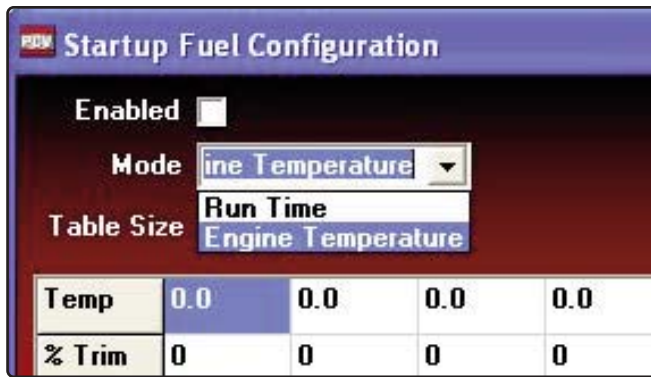 PCV Startup Fuel Configuration
Enabled
Mode ine Temperature
Run Time
Table Size
Engine Temperature
Temp 0.0 0.0 0.0 0.0
% Trim 0 0 0 0